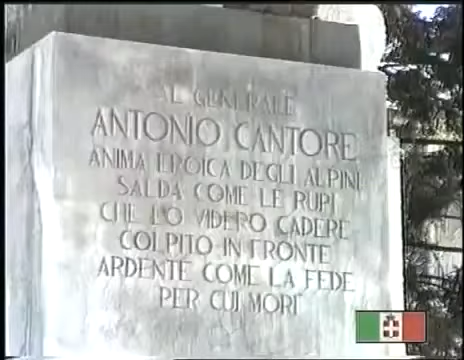 AL GENERALE
ANTONIO CANTORE
ANIMA EROICA DEGLI ALPINI
SALDA COME LE RUPI
CHE LO VIDERO CADERE
COLPITO IN FRONTE
ARDENTE COME LA FEDE
PER CUI MORÌ